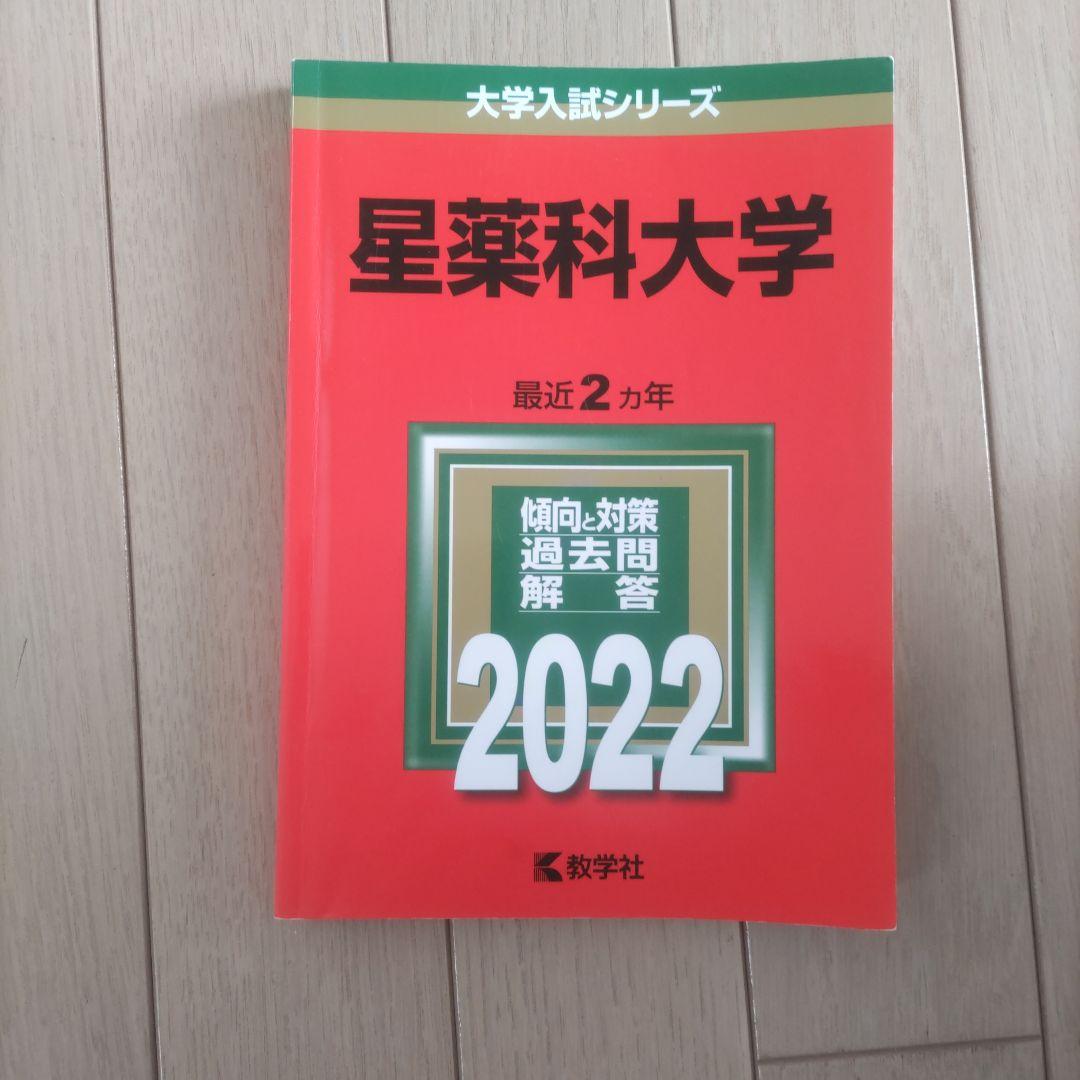 大学入試シリーズ
星薬科大学
最近2カ年
傾向と対策
過去問
解答
2022
教学社